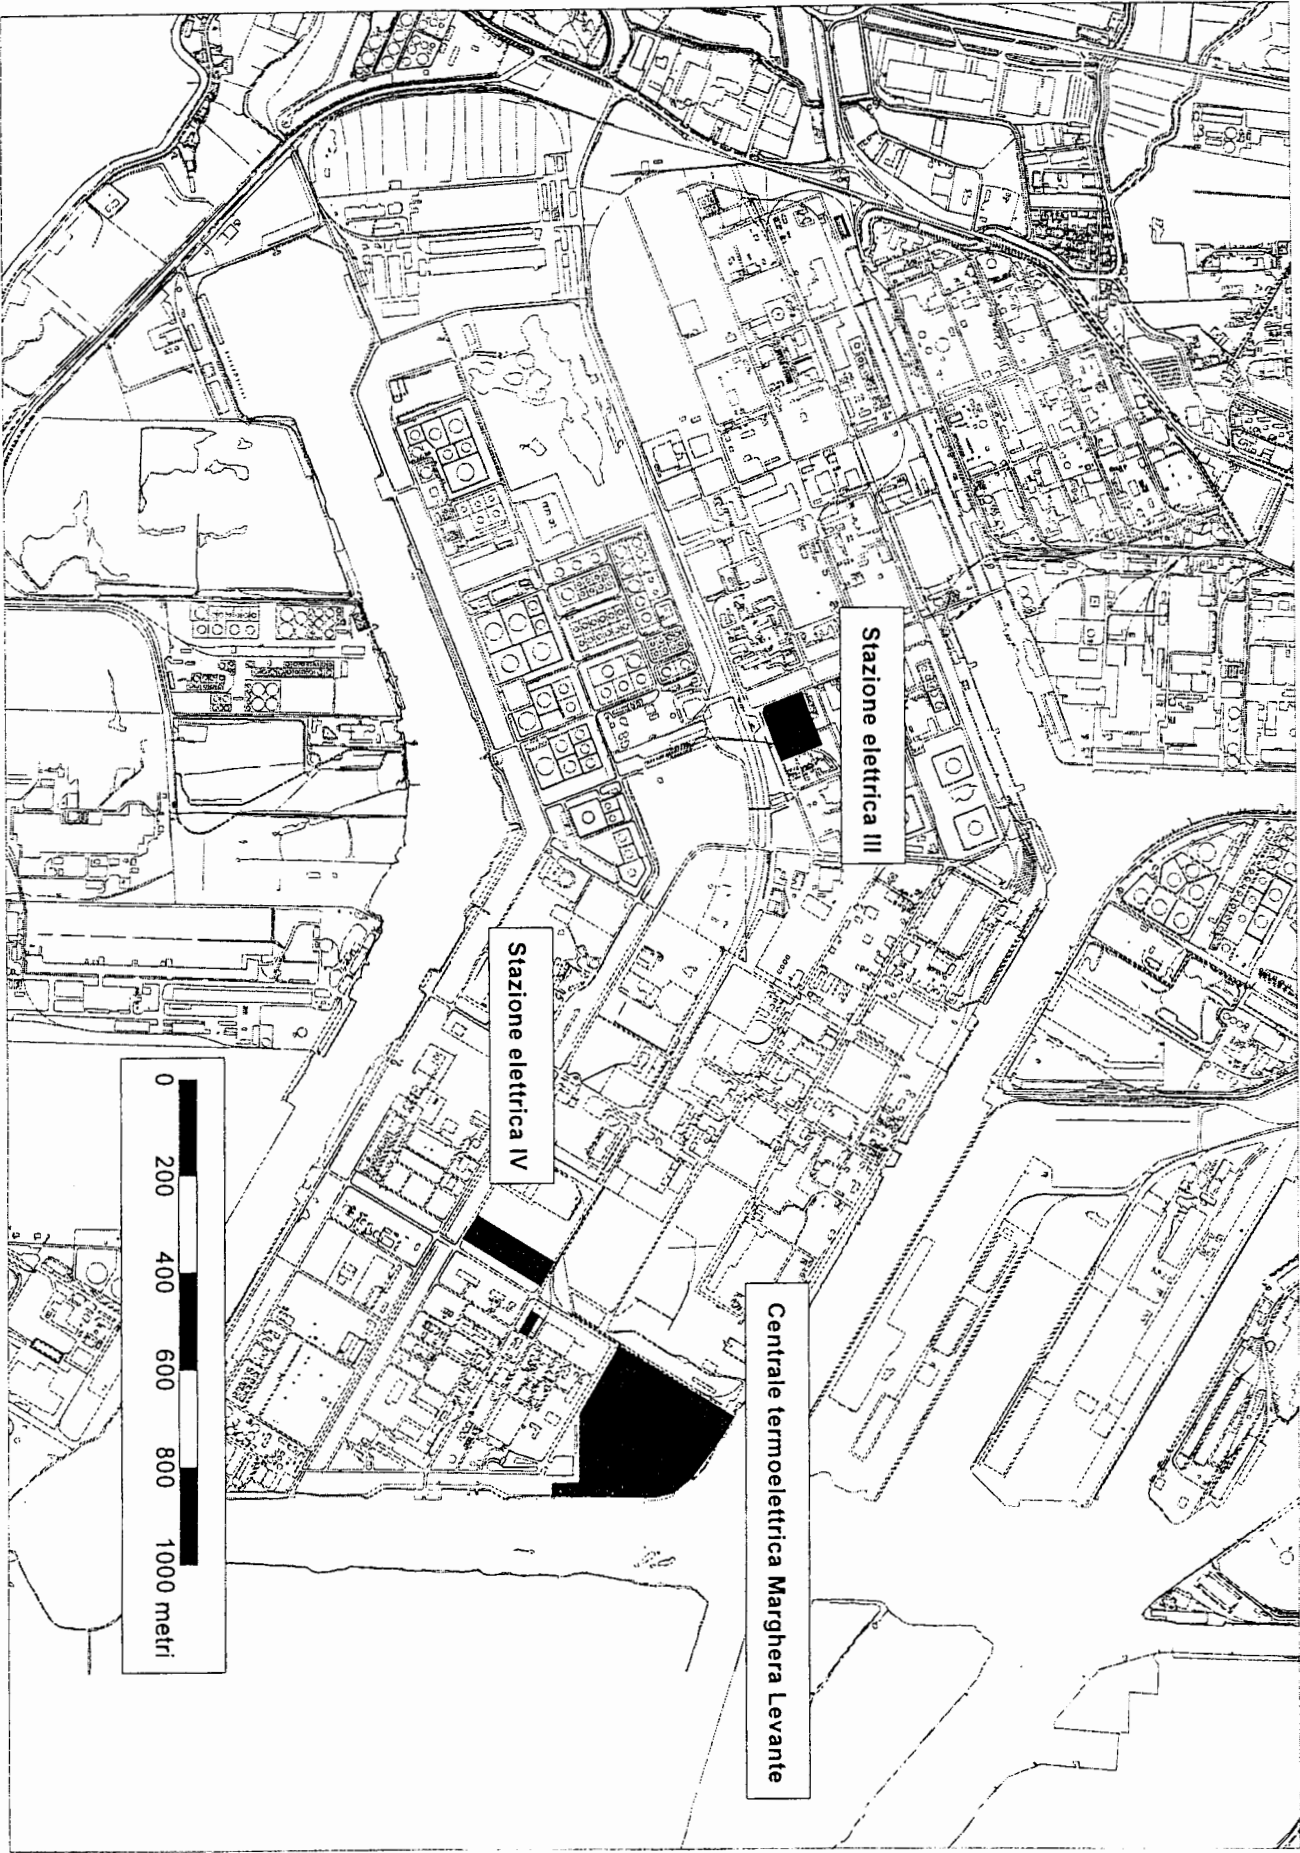 Centrale termoelettrica Marghera Levante
Stazione elettrica III
Stazione elettrica IV
0 200 400 600 800 1000 metri